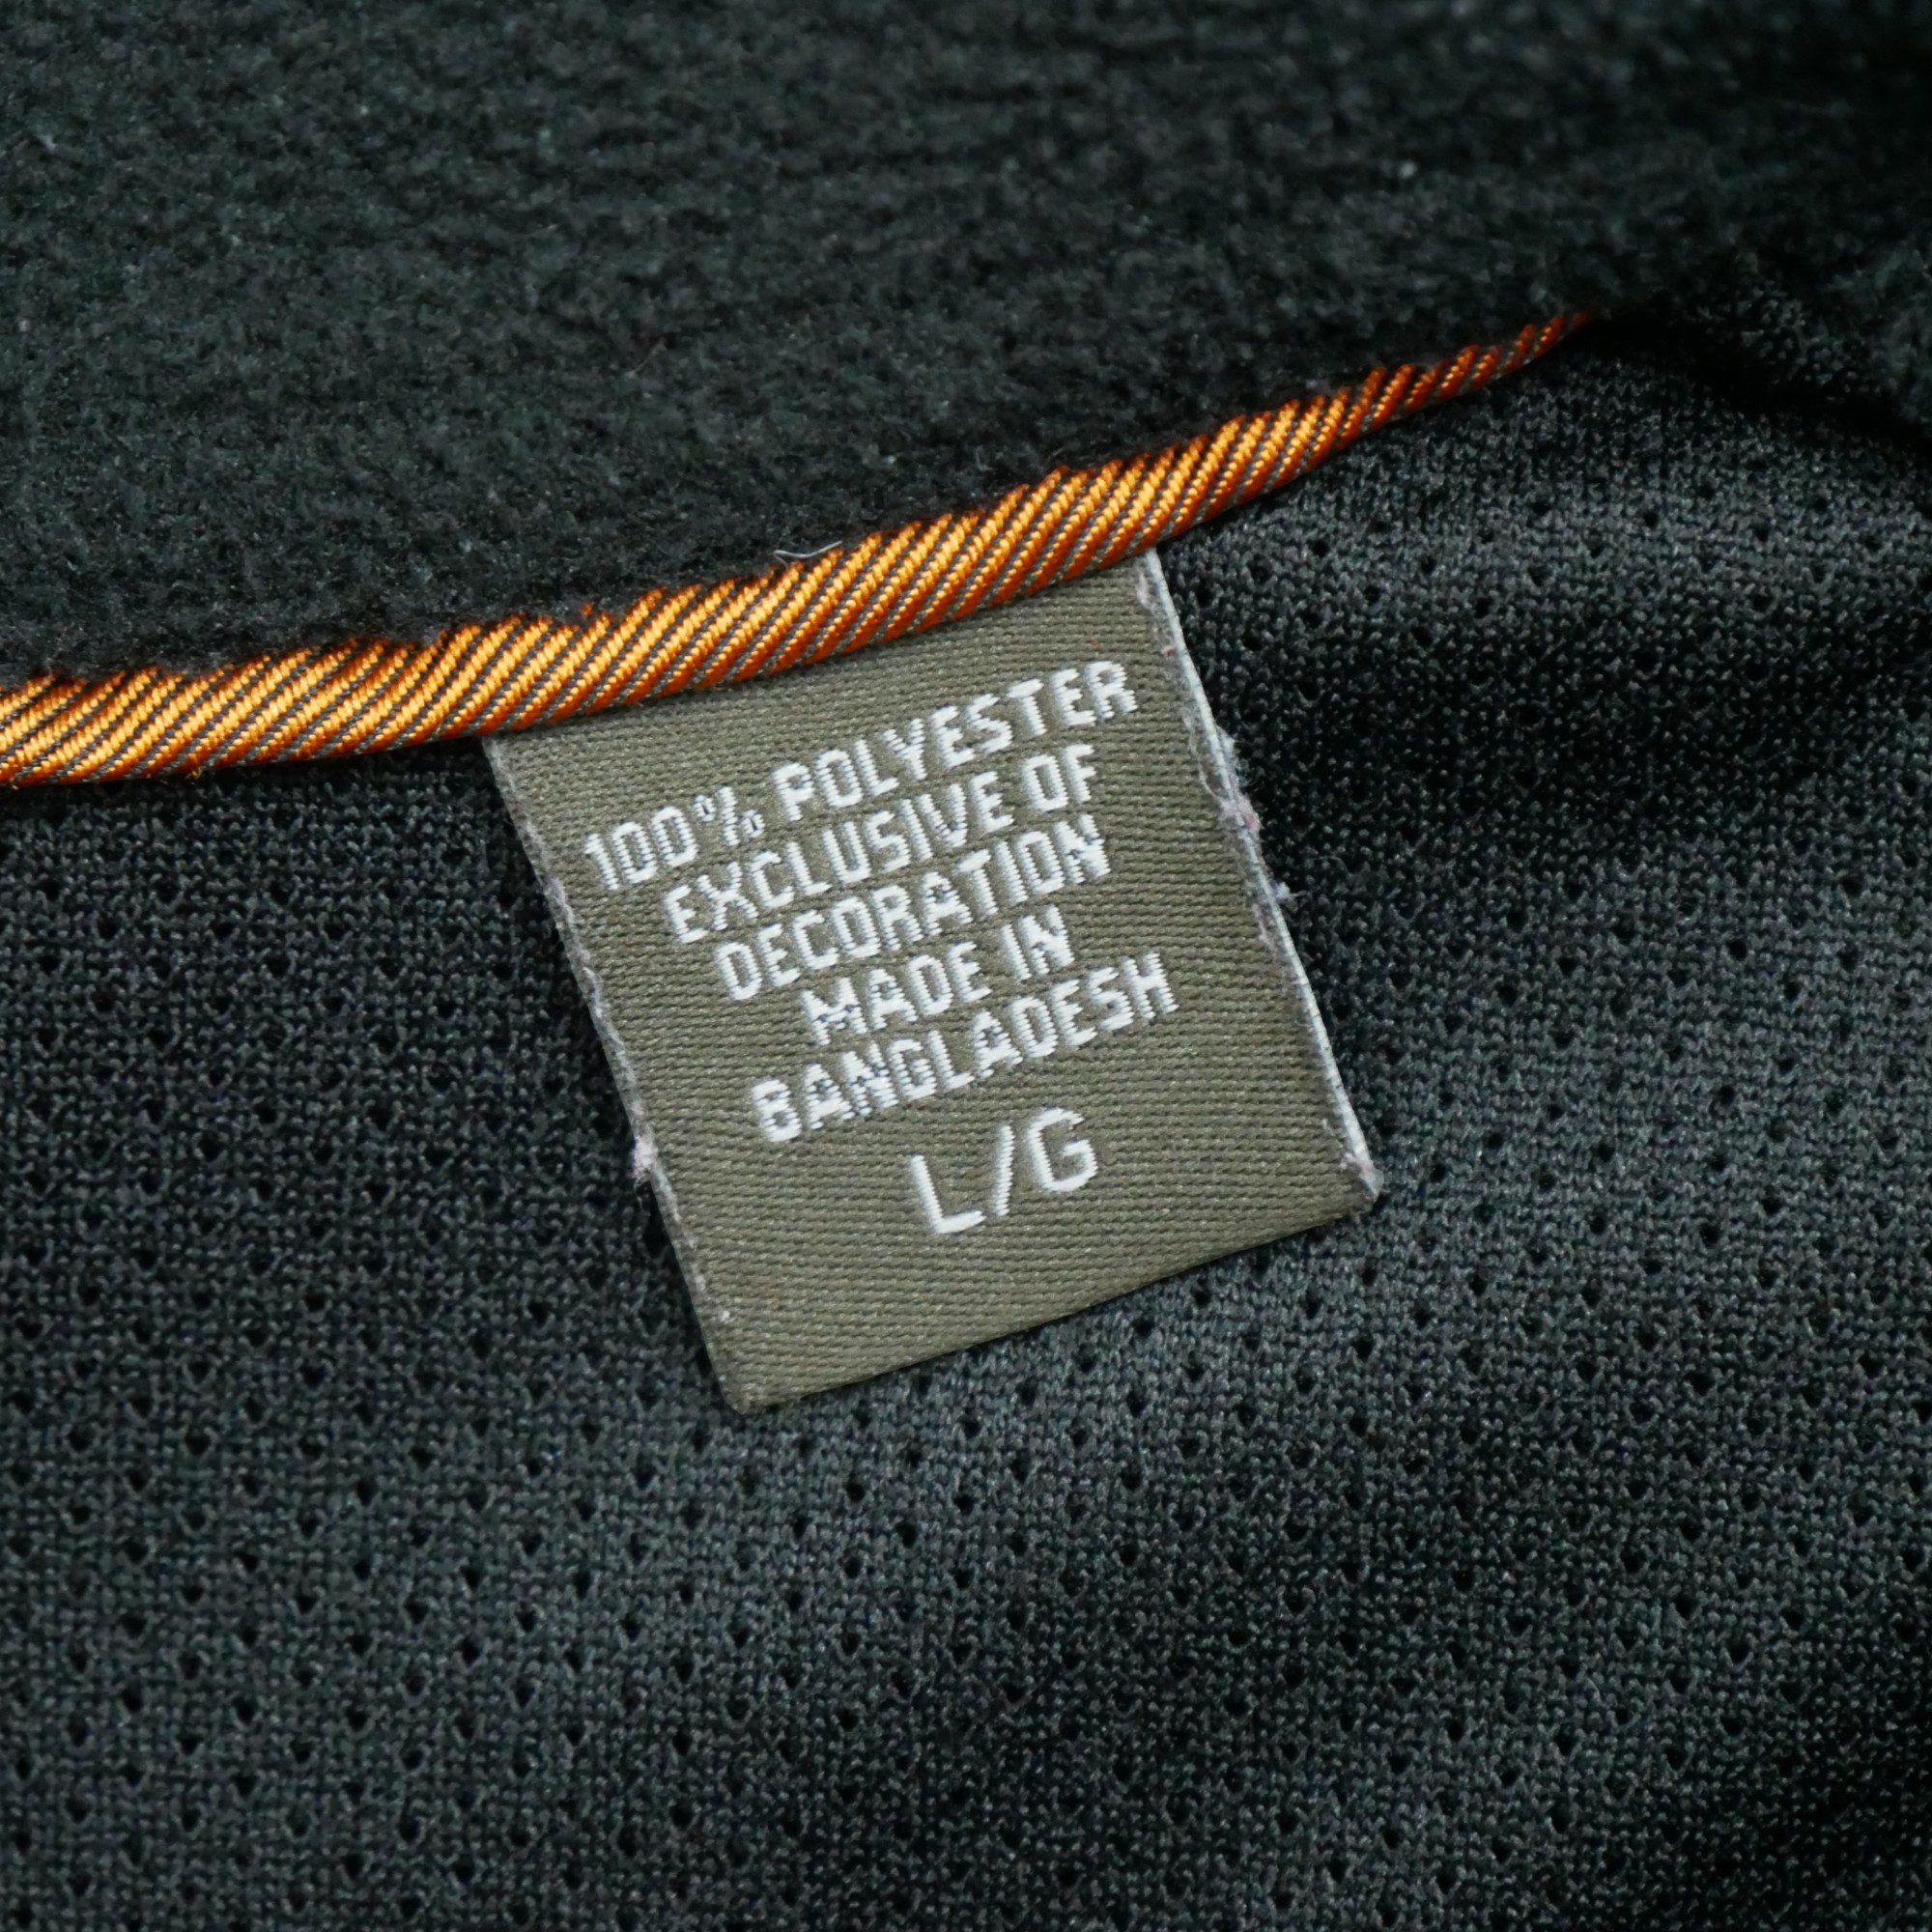 100% POLYESTER
EXCLUSIVE OF
DECORATION
MADE IN
BANGLADESH
L/G